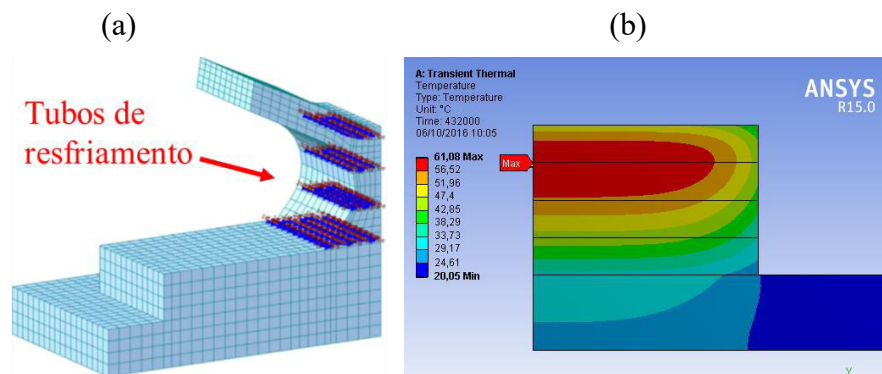 (a)
(b)
Tubos de
resfriamento
A: Transient Thermal
Temperature
Type: Temperature
Unit: °C
Time: 432000
06/10/2016 10:05
61,08 Max
56,52
51,96
47,4
42,85
38,29
33,73
29,17
24,61
20,05 Min
Max
ANSYS
R15.0
Y